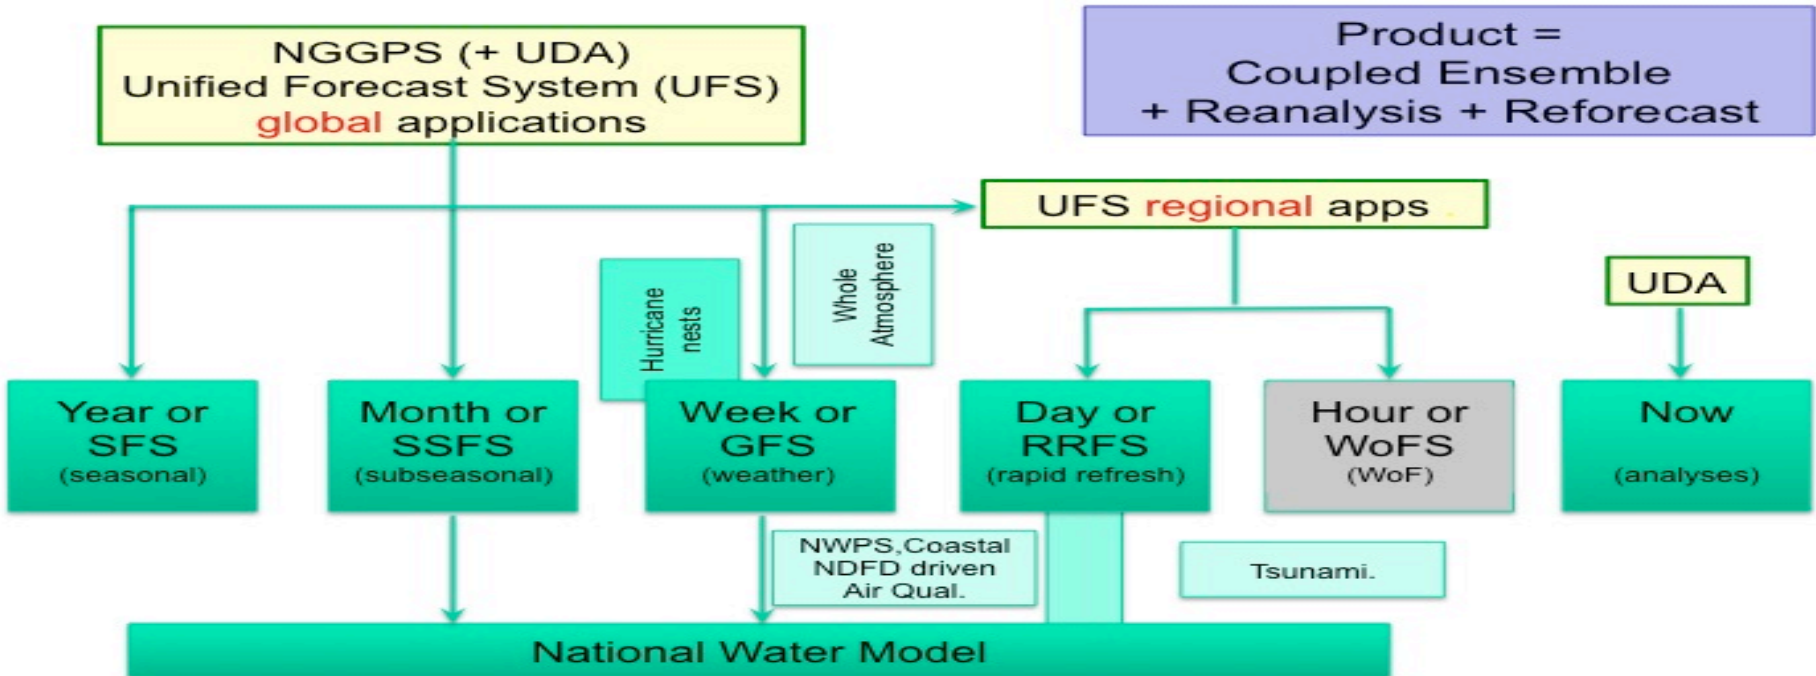 NGGPS (+ UDA)
Unified Forecast System (UFS)
global applications
Product =
Coupled Ensemble
+ Reanalysis + Reforecast
UFS regional apps .
UDA
Hurricane
nests
Whole
Atmosphere
Year or
SFS
(seasonal)
Month or
SSFS
(subseasonal)
Week or
GFS
(weather)
Day or
RRFS
(rapid refresh)
Hour or
WoFS
(WoF)
Now
(analyses)
NWPS,Coastal
NDFD driven
Air Qual.
Tsunami.
National Water Model